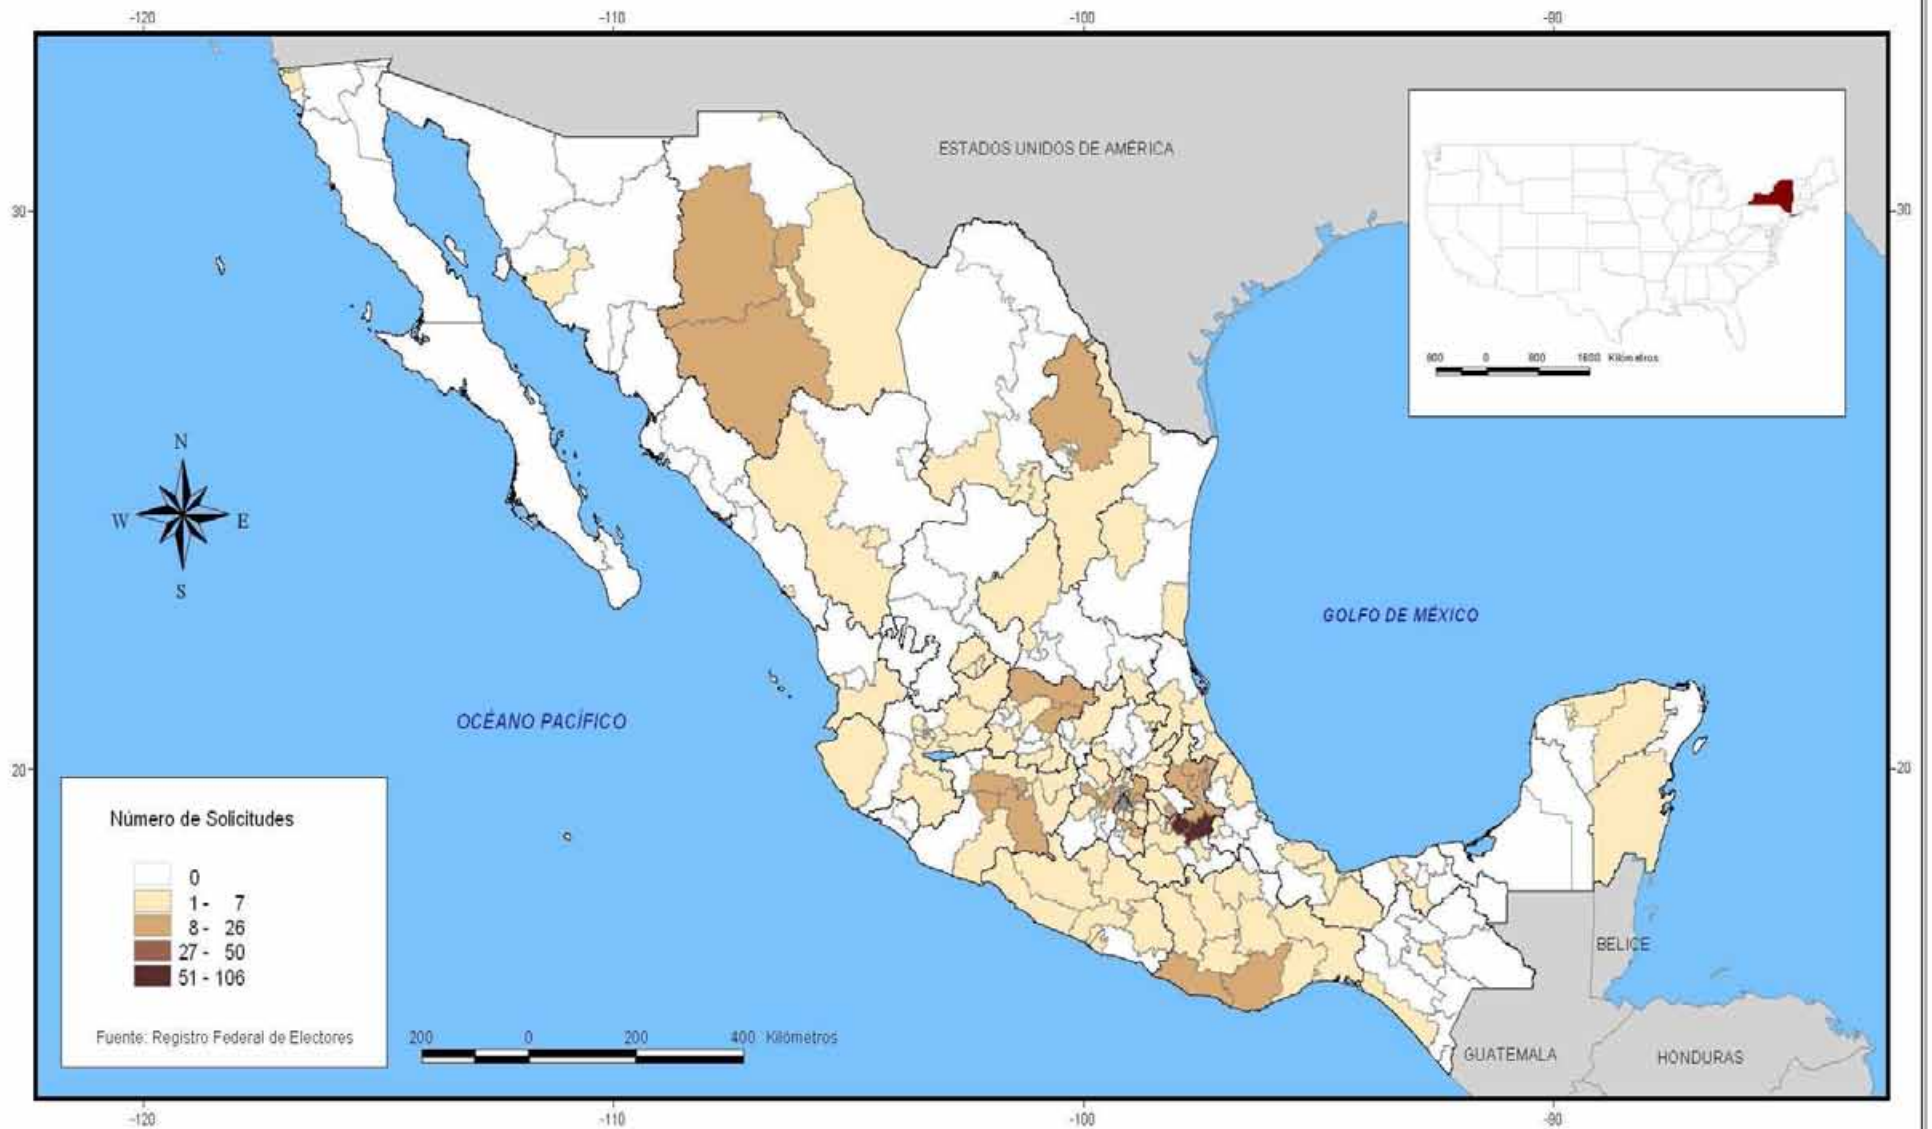 -120
-110
-100
-90
ESTADOS UNIDOS DE AMÉRICA
30
30
800 0 800 1600 Kilómetros
N
W E
S
GOLFO DE MÉXICO
OCÉANO PACÍFICO
20
20
Número de Solicitudes
0
1 - 7
8 - 26
27 - 50
51 - 106
Fuente: Registro Federal de Electores
200 0 200 400 Kilómetros
BELICE
GUATEMALA
HONDURAS
-120
-110
-100
-90